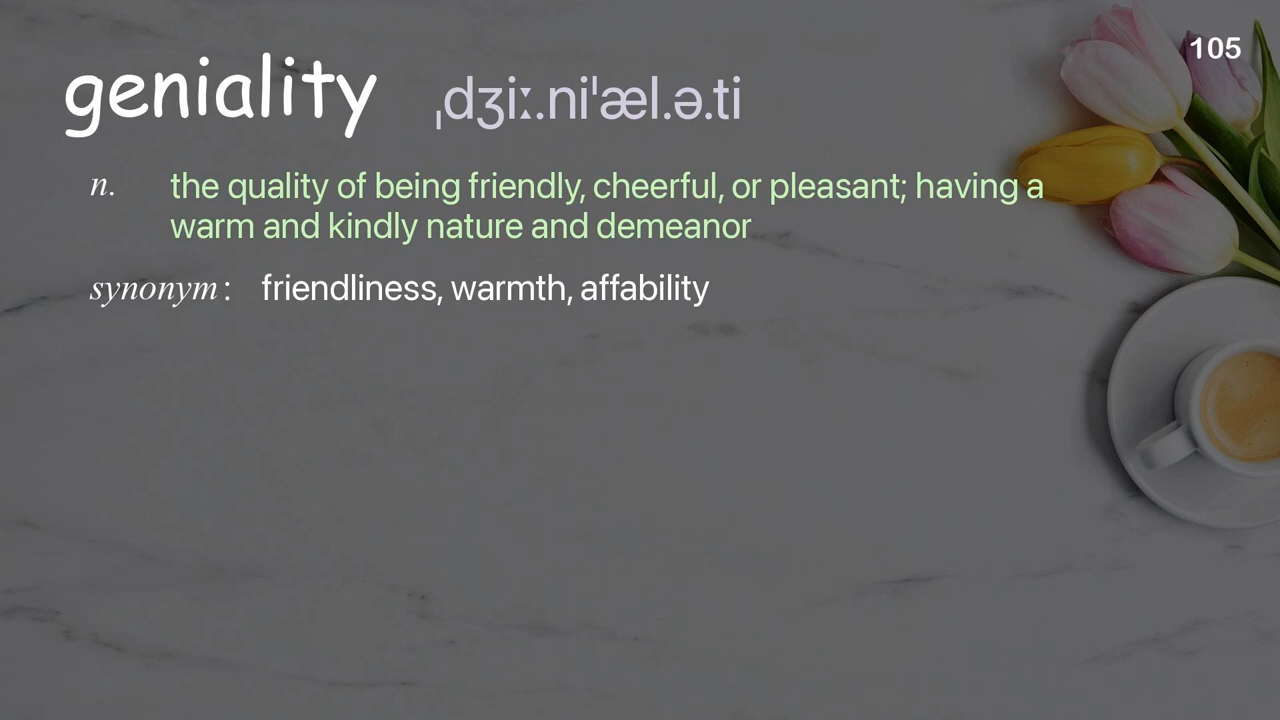 105
geniality ˌdʒiː.niˈæl.ə.ti
n. the quality of being friendly, cheerful, or pleasant; having a
warm and kindly nature and demeanor
synonym : friendliness, warmth, affability